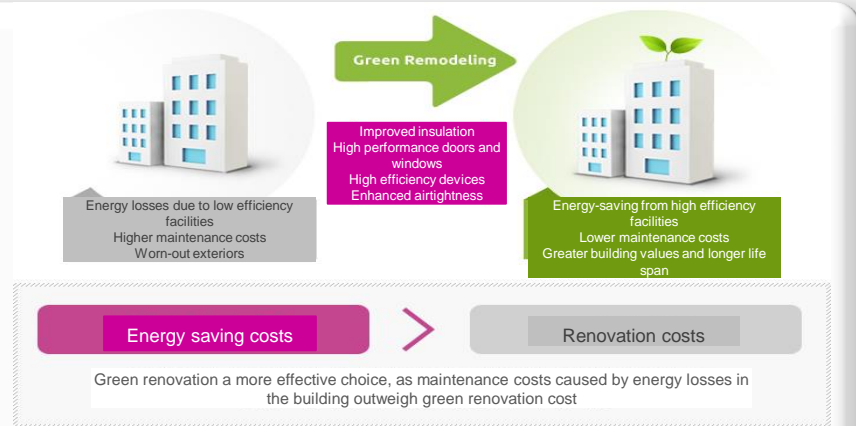 Green Remodeling
Improved insulation
High performance doors and
windows
High efficiency devices
Enhanced airtightness
Energy losses due to low efficiency
facilities
Higher maintenance costs
Worn-out exteriors
Energy-saving from high efficiency
facilities
Lower maintenance costs
Greater building values and longer life
span
Energy saving costs
>
Renovation costs
Green renovation a more effective choice, as maintenance costs caused by energy losses in
the building outweigh green renovation cost